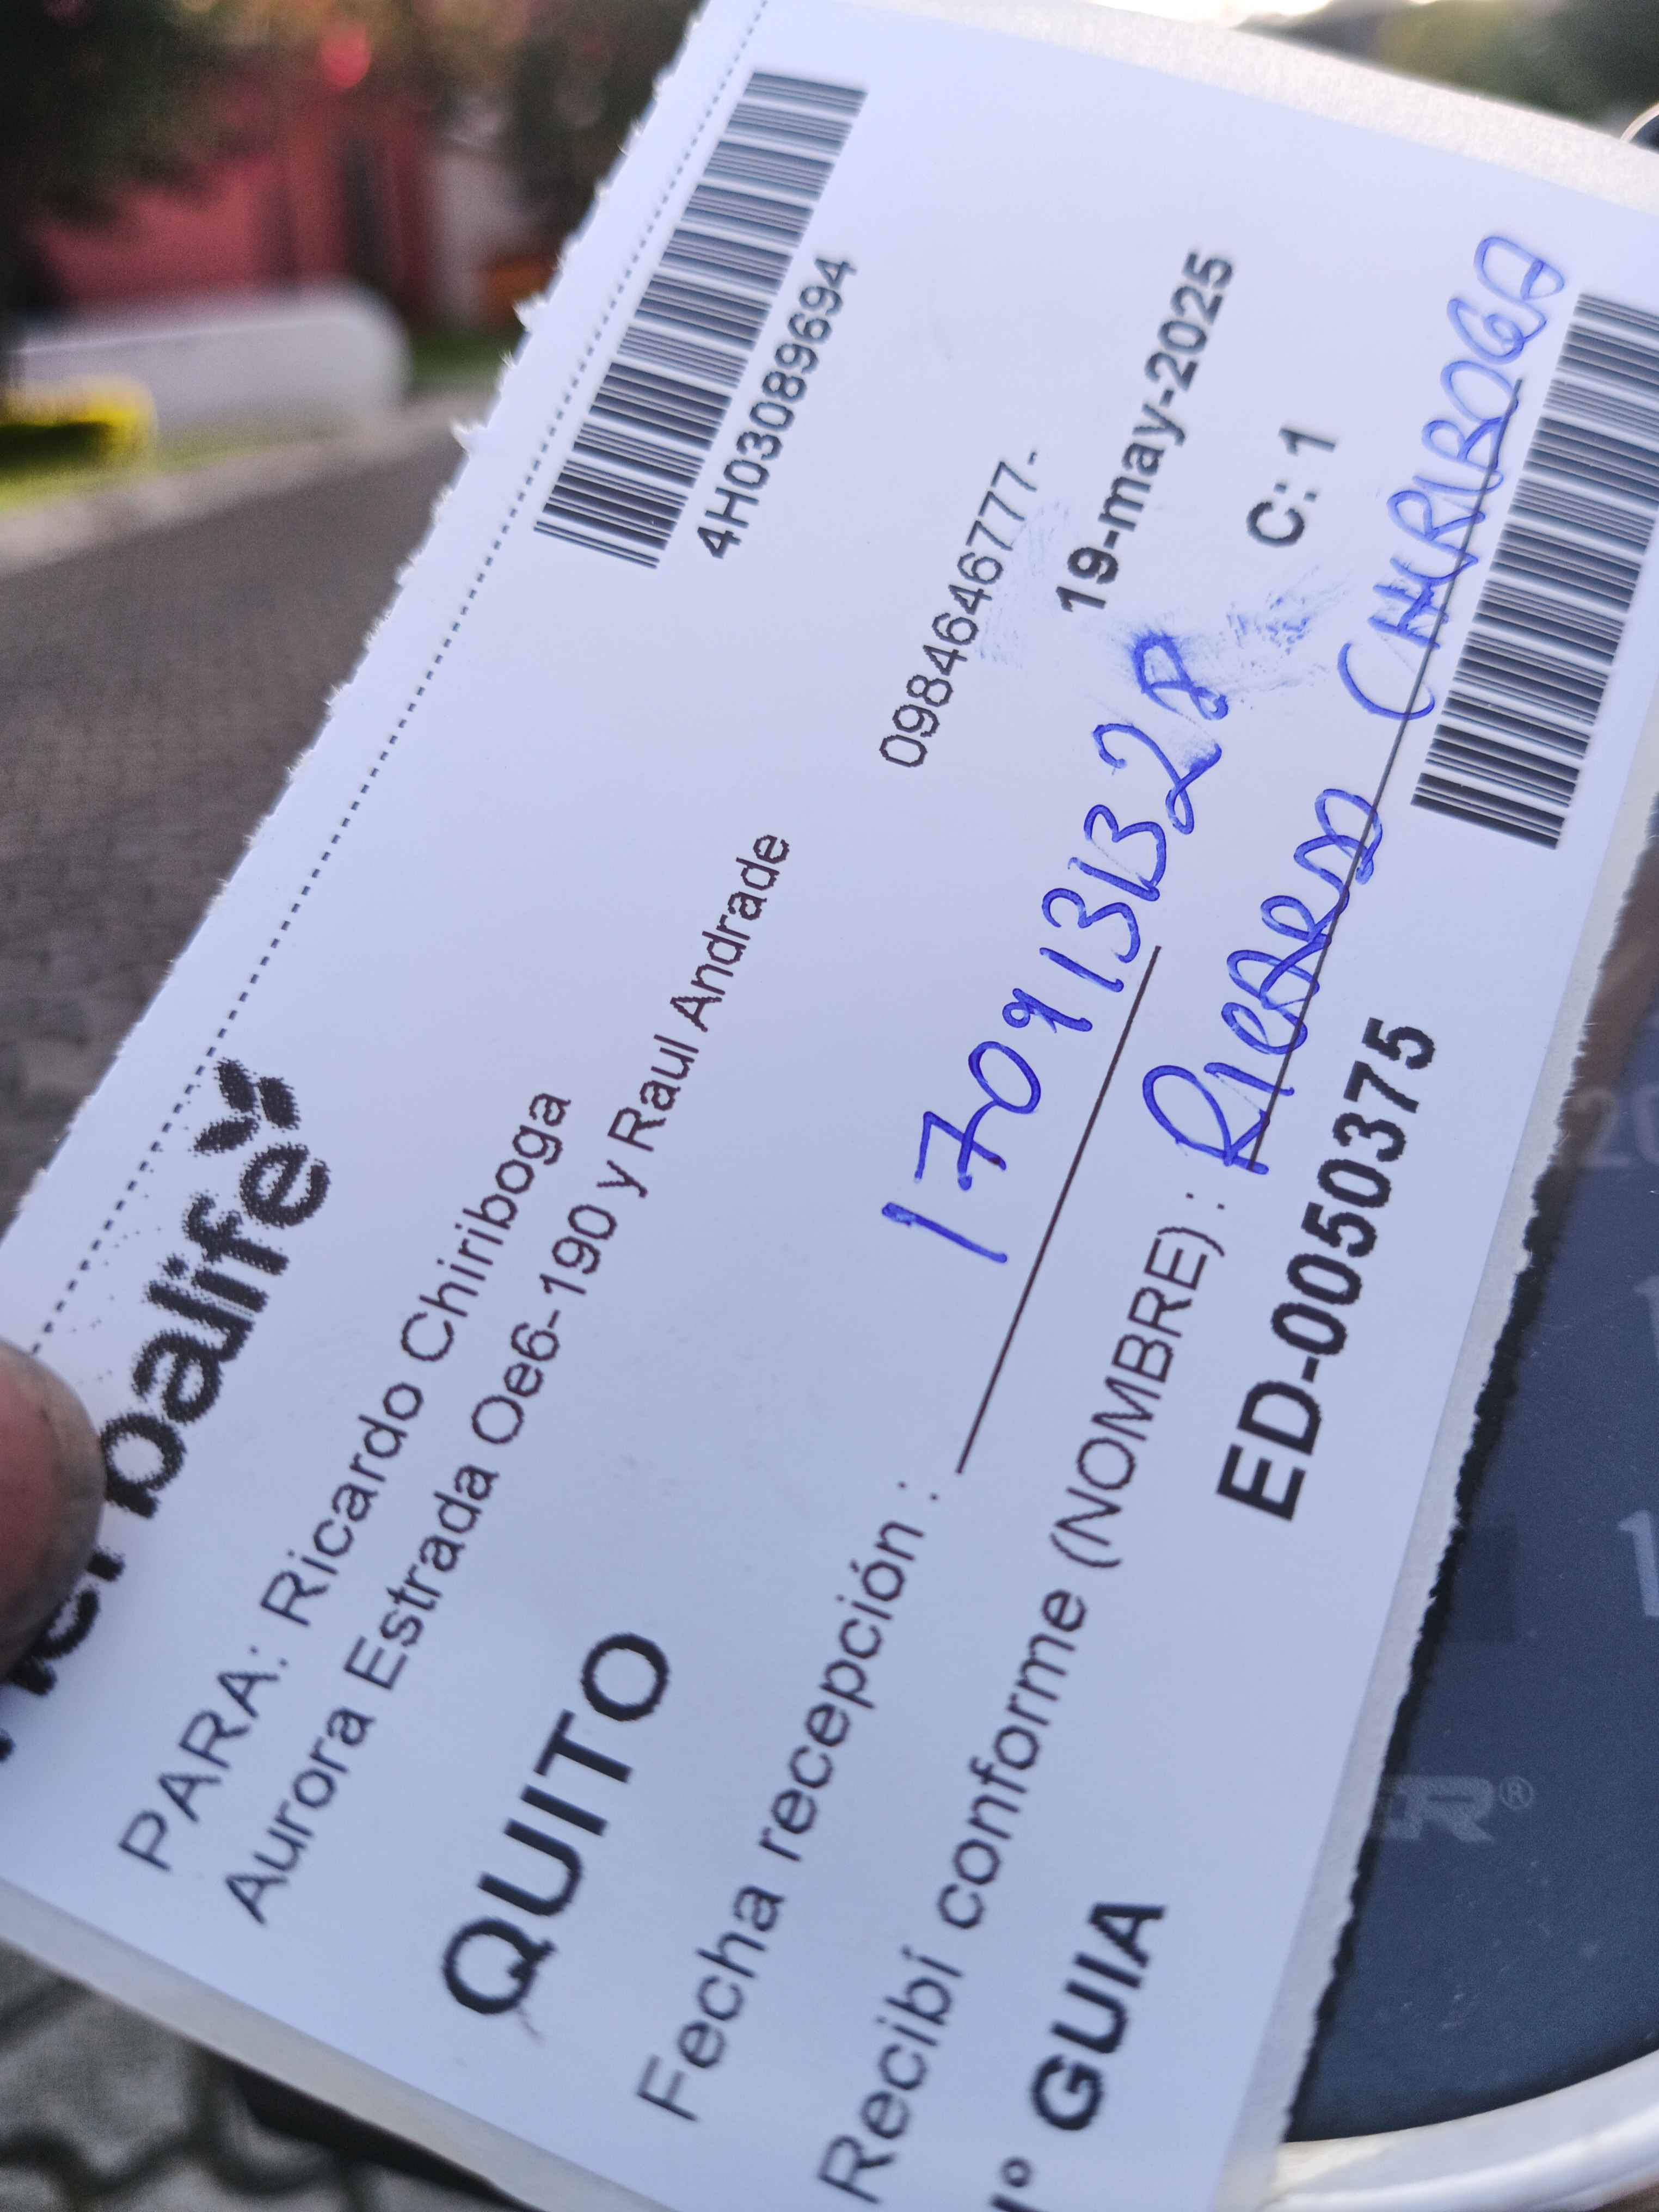 4H03089694
PARA: Ricardo Chiriboga
Aurora Estrada Oe6-190 y Raul Andrade
0984646777-
QUITO
19-may-2025
Fecha recepción :
1709131328
C: 1
Recibí conforme (NOMBRE) : RICARDO CHIRIBOGA
GUIA ED-0050375